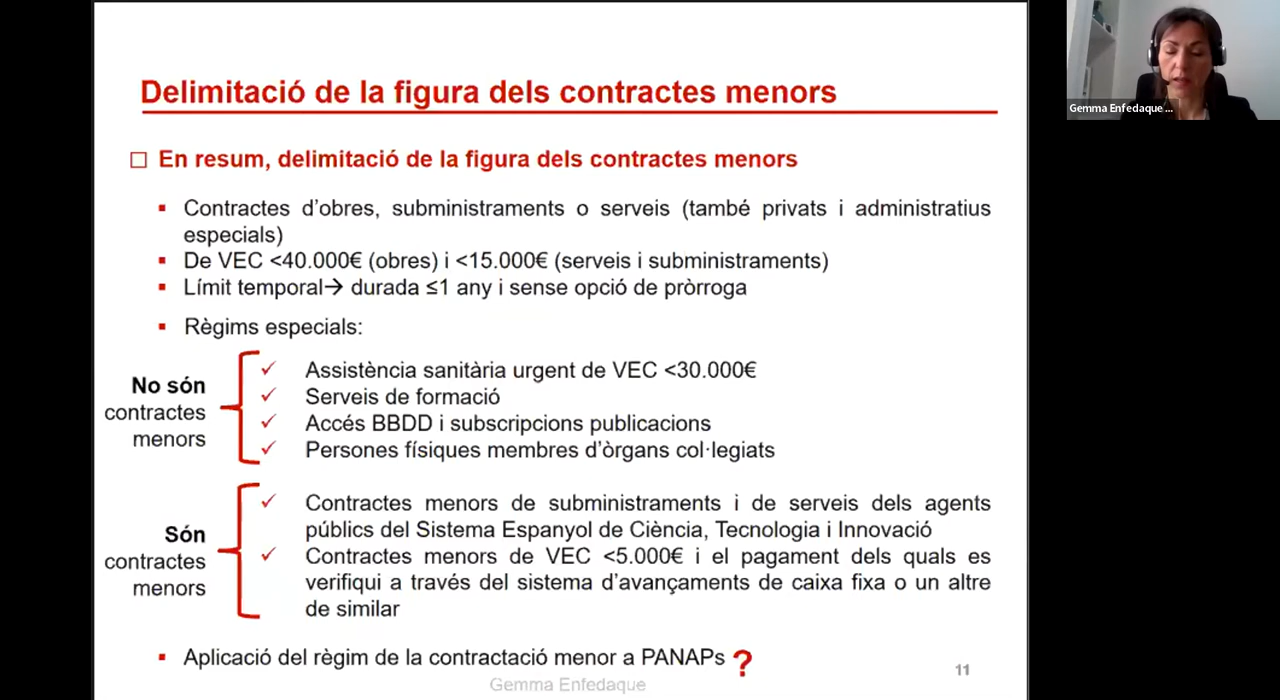 Delimitació de la figura dels contractes menors
En resum, delimitació de la figura dels contractes menors
Contractes d'obres, subministraments o serveis (també privats i administratius
especials)
De VEC <40.000€ (obres) i <15.000€ (serveis i subministraments)
Límit temporal→ durada ≤1 any i sense opció de pròrroga
Règims especials:
No són
contractes
menors
Assistència sanitària urgent de VEC <30.000€
Serveis de formació
Accés BBDD i subscripcions publicacions
Persones físiques membres d'òrgans col·legiats
Són
contractes
menors
Contractes menors de subministraments i de serveis dels agents
públics del Sistema Espanyol de Ciència, Tecnologia i Innovació
Contractes menors de VEC <5.000€ i el pagament dels quals es
verifiqui a través del sistema d'avançaments de caixa fixa o un altre
de similar
Aplicació del règim de la contractació menor a PANAPs ?
Gemma Enfedaque
11
Gemma Enfedaque ...